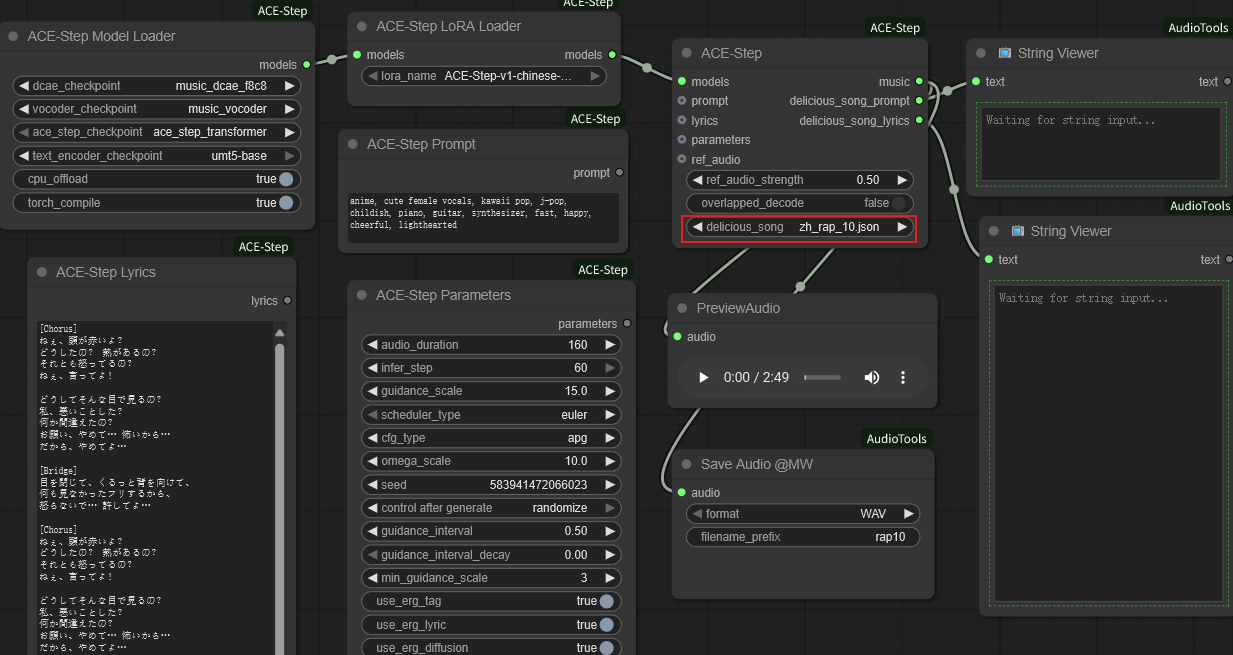 ACE-Step
ACE-Step Model Loader
models
dcae_checkpoint music_dcae_f8c8
vocoder_checkpoint music_vocoder
ace_step_checkpoint ace_step_transformer
text_encoder_checkpoint umt5-base
cpu_offload true
torch_compile true
ACE-Step
ACE-Step LoRA Loader
models models
lora_name ACE-Step-v1-chinese-...
ACE-Step
ACE-Step Prompt
prompt
anime, cute female vocals, kawaii pop, j-pop,
childish, piano, guitar, synthesizer, fast, happy,
cheerful, lighthearted
ACE-Step
ACE-Step Lyrics
lyrics
[Chorus]
ねぇ、顔が赤いよ?
どうしたの? 熱があるの?
それとも怒ってるの?
ねぇ、言ってよ!
どうしてそんな目で見るの?
私、悪いことした?
何か間違えたの?
お願い、やめて… 怖いから…
だから、やめてよ…
[Bridge]
目を閉じて、くるっと背を向けて、
何も見なかったフリするから、
怒らないで… 許してよ…
[Chorus]
ねぇ、顔が赤いよ?
どうしたの? 熱があるの?
それとも怒ってるの?
ねぇ、言ってよ!
どうしてそんな目で見るの?
私、悪いことした?
何か間違えたの?
お願い、やめて… 怖いから…
だから、やめてよ…
ACE-Step
ACE-Step Parameters
parameters
audio_duration 160
infer_step 60
guidance_scale 15.0
scheduler_type euler
cfg_type apg
omega_scale 10.0
seed 583941472066023
control after generate randomize
guidance_interval 0.50
guidance_interval_decay 0.00
min_guidance_scale 3
use_erg_tag true
use_erg_lyric true
use_erg_diffusion true
ACE-Step
ACE-Step
models music
prompt delicious_song_prompt
lyrics delicious_song_lyrics
parameters
ref_audio
ref_audio_strength 0.50
overlapped_decode false
delicious_song zh_rap_10.json
PreviewAudio
audio
0:00 / 2:49
AudioTools
Save Audio @MW
audio
format WAV
filename_prefix rap10
AudioTools
String Viewer
text text
Waiting for string input...
AudioTools
String Viewer
text text
Waiting for string input...